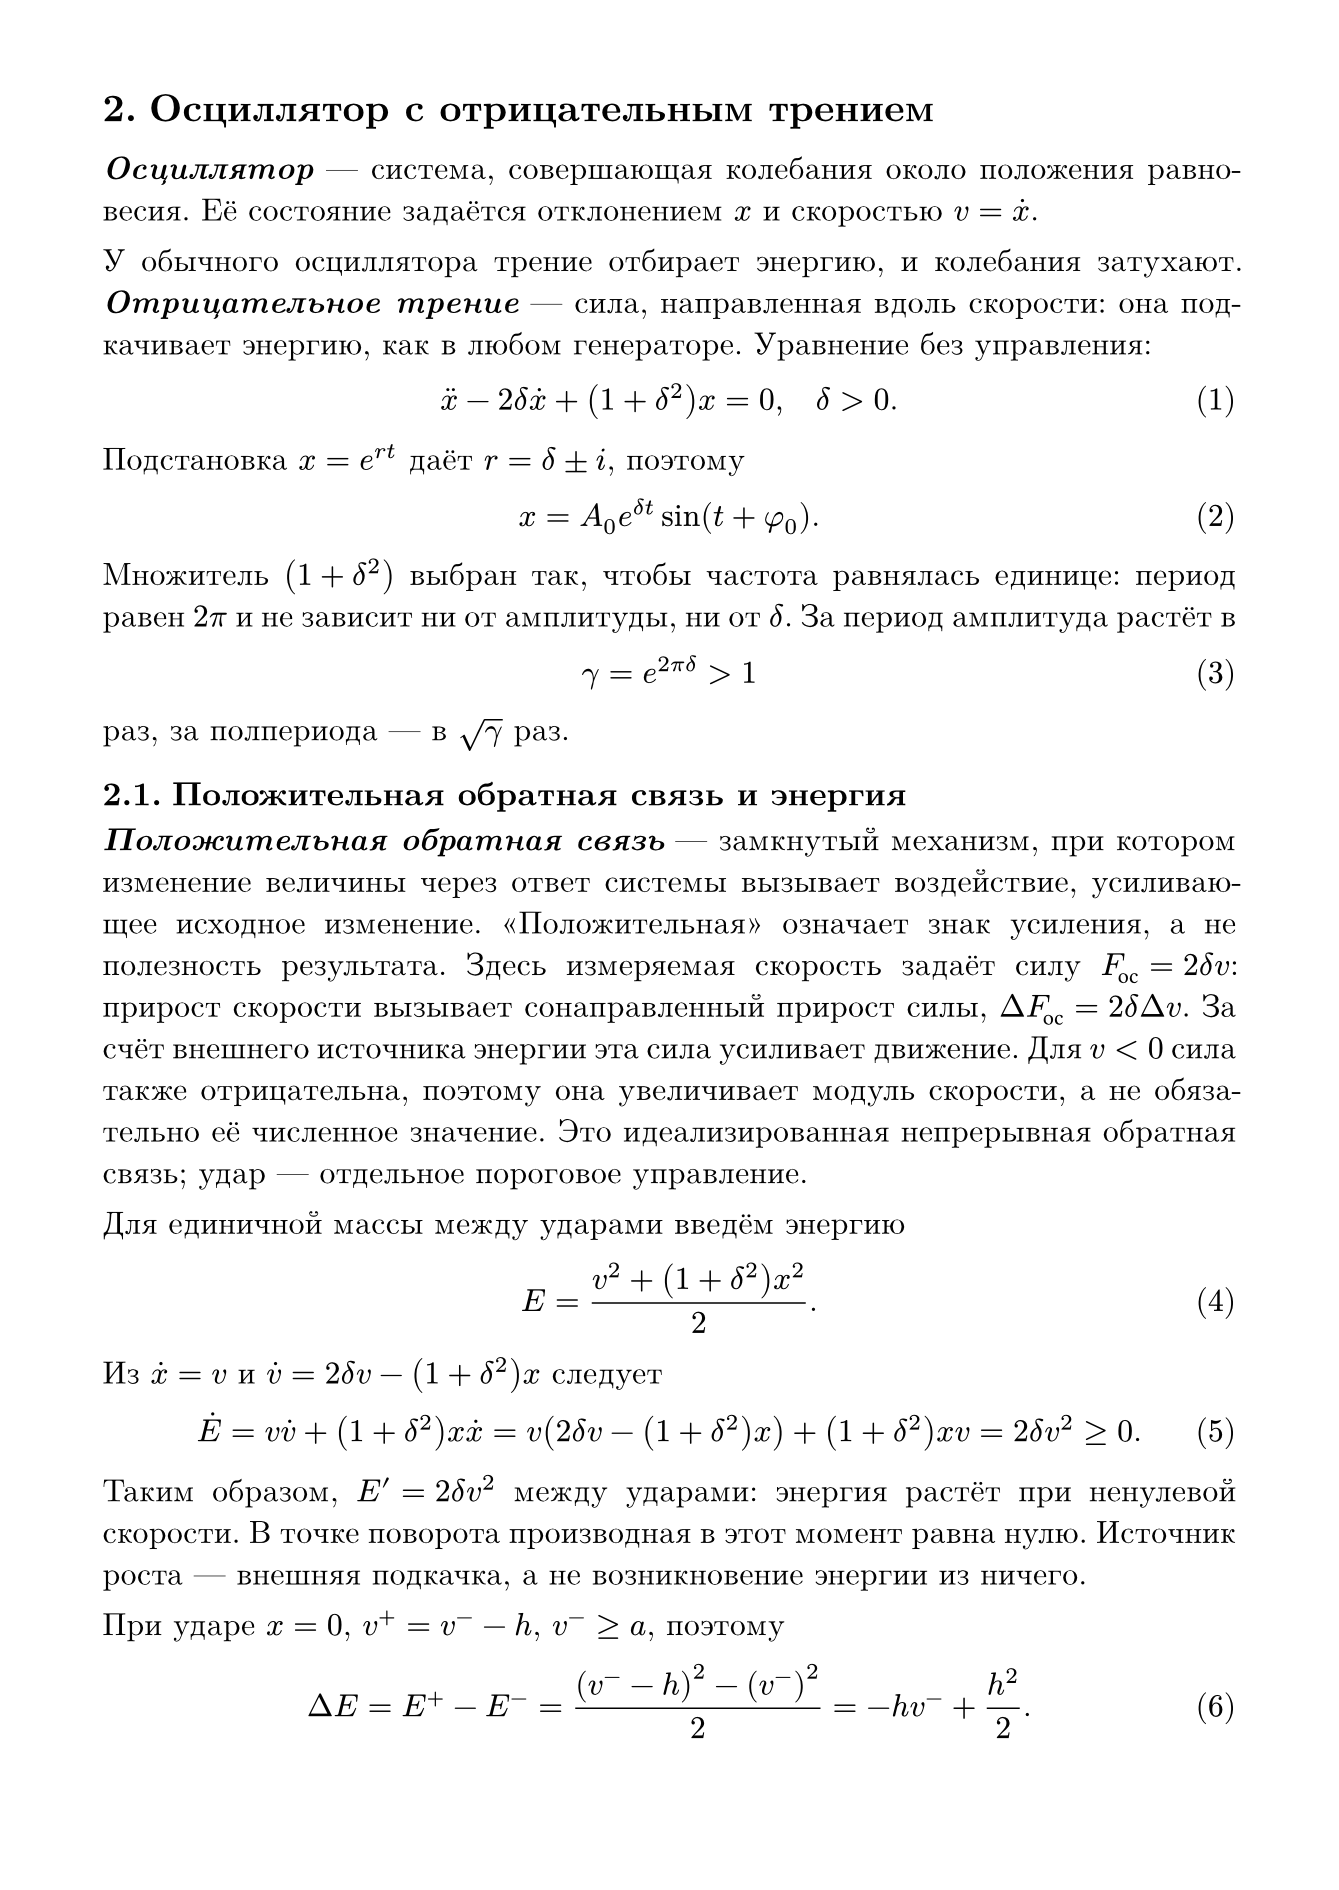 2. Осциллятор с отрицательным трением
Осциллятор — система, совершающая колебания около положения равно-
весия. Её состояние задаётся отклонением x и скоростью v = ẋ.
У обычного осциллятора трение отбирает энергию, и колебания затухают.
Отрицательное трение — сила, направленная вдоль скорости: она под-
качивает энергию, как в любом генераторе. Уравнение без управления:
ẍ − 2δẋ + (1 + δ²)x = 0, δ > 0. (1)
Подстановка x = e^{rt} даёт r = δ ± i, поэтому
x = A₀e^{δt} sin(t + φ₀). (2)
Множитель (1 + δ²) выбран так, чтобы частота равнялась единице: период
равен 2π и не зависит ни от амплитуды, ни от δ. За период амплитуда растёт в
γ = e^{2πδ} > 1 (3)
раз, за полпериода — в √γ раз.
2.1. Положительная обратная связь и энергия
Положительная обратная связь — замкнутый механизм, при котором
изменение величины через ответ системы вызывает воздействие, усиливаю-
щее исходное изменение. «Положительная» означает знак усиления, а не
полезность результата. Здесь измеряемая скорость задаёт силу F_{ос} = 2δv:
прирост скорости вызывает сонаправленный прирост силы, ΔF_{ос} = 2δΔv. За
счёт внешнего источника энергии эта сила усиливает движение. Для v < 0 сила
также отрицательна, поэтому она увеличивает модуль скорости, а не обяза-
тельно её численное значение. Это идеализированная непрерывная обратная
связь; удар — отдельное пороговое управление.
Для единичной массы между ударами введём энергию
E = \frac{v² + (1 + δ²)x²}{2}. (4)
Из ẋ = v и v̇ = 2δv − (1 + δ²)x следует
Ė = vv̇ + (1 + δ²)xẋ = v(2δv − (1 + δ²)x) + (1 + δ²)xv = 2δv² ≥ 0. (5)
Таким образом, E′ = 2δv² между ударами: энергия растёт при ненулевой
скорости. В точке поворота производная в этот момент равна нулю. Источник
роста — внешняя подкачка, а не возникновение энергии из ничего.
При ударе x = 0, v⁺ = v⁻ − h, v⁻ ≥ a, поэтому
ΔE = E⁺ − E⁻ = \frac{(v⁻ − h)² − (v⁻)²}{2} = −hv⁻ + \frac{h²}{2}. (6)